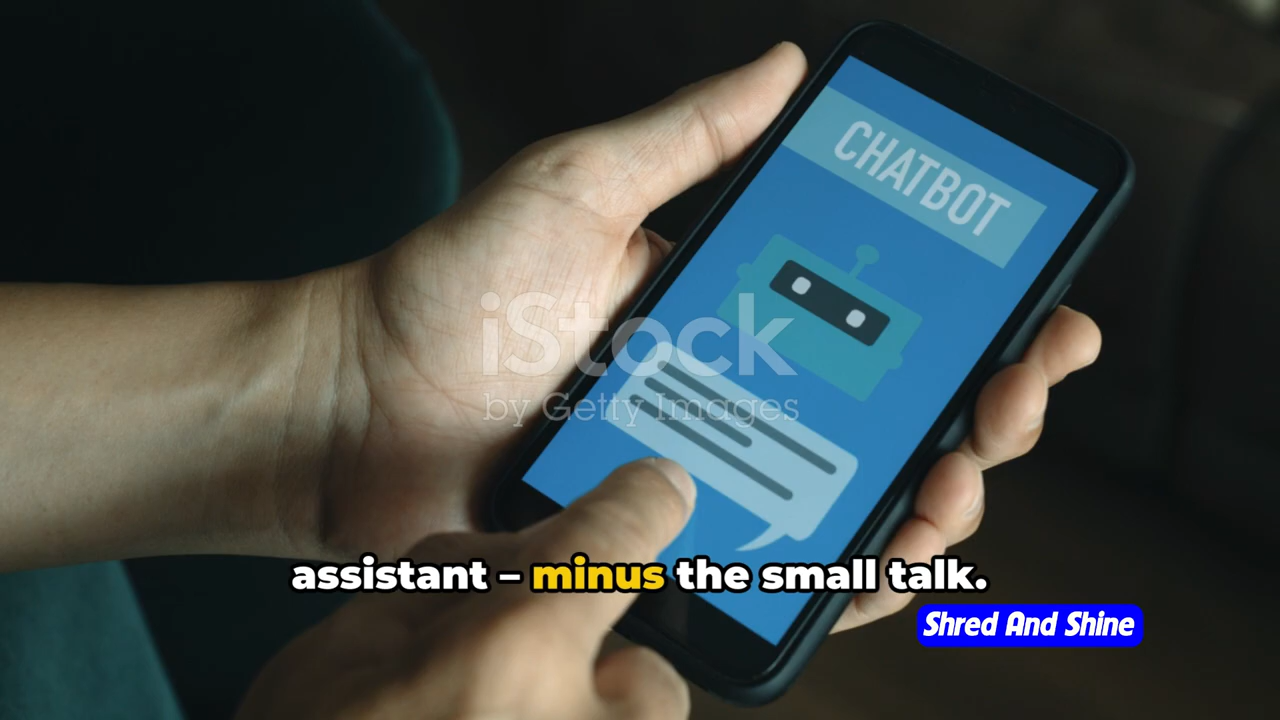 CHATBOT
iStock
by Getty Images
assistant – minus the small talk.
Shred And Shine